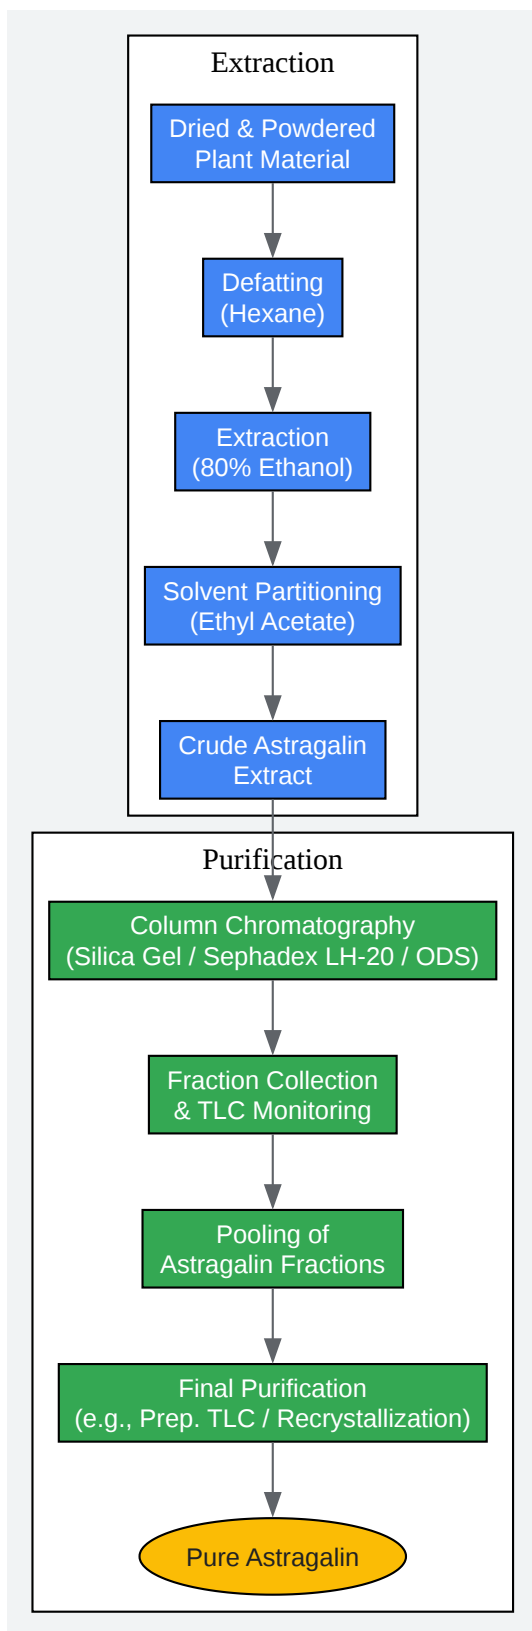 Extraction
Dried & Powdered
Plant Material
Defatting
(Hexane)
Extraction
(80% Ethanol)
Solvent Partitioning
(Ethyl Acetate)
Crude Astragalin
Extract
Purification
Column Chromatography
(Silica Gel / Sephadex LH-20 / ODS)
Fraction Collection
& TLC Monitoring
Pooling of
Astragalin Fractions
Final Purification
(e.g., Prep. TLC / Recrystallization)
Pure Astragalin